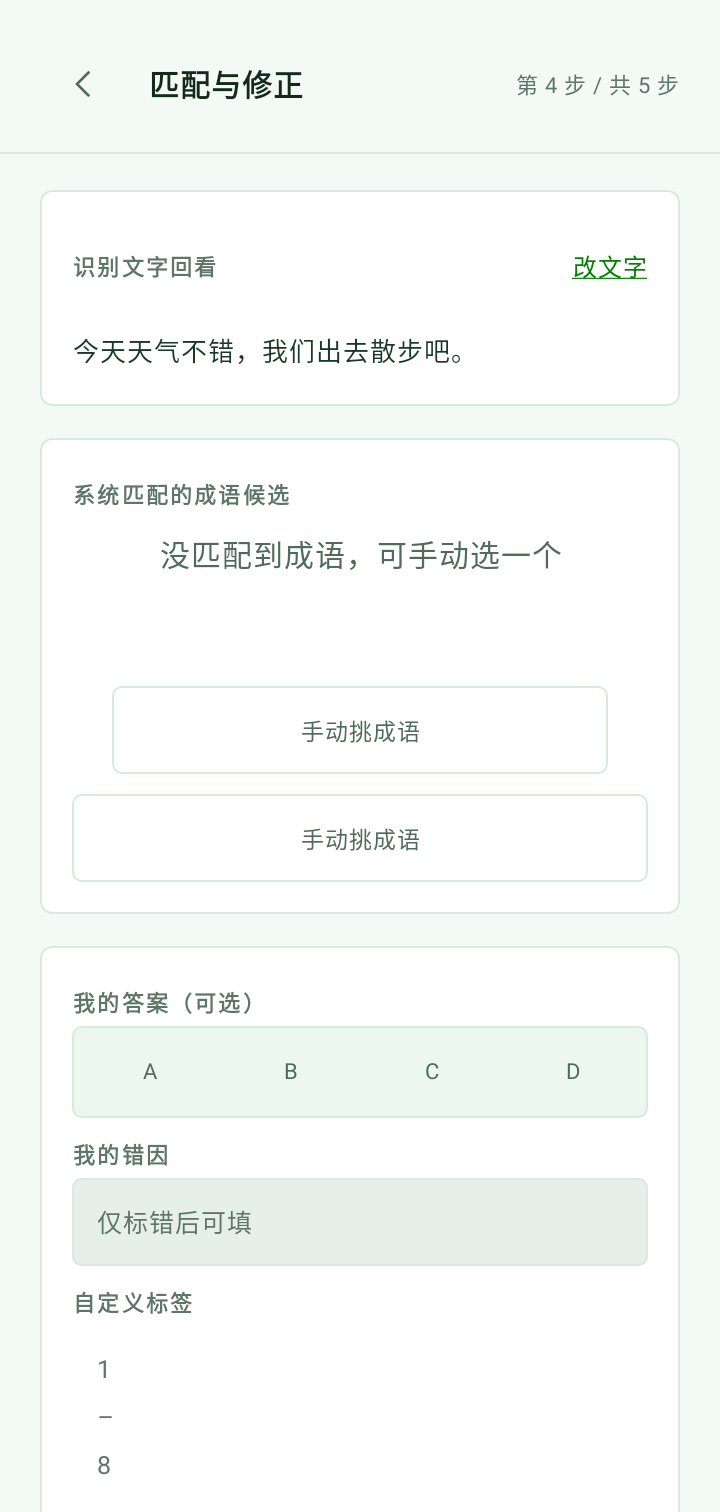 匹配与修正
第 4 步 / 共 5 步
识别文字回看
改文字
今天天气不错，我们出去散步吧。
系统匹配的成语候选
没匹配到成语，可手动选一个
手动挑成语
手动挑成语
我的答案（可选）
A B C D
我的错因
仅标错后可填
自定义标签
1
–
8